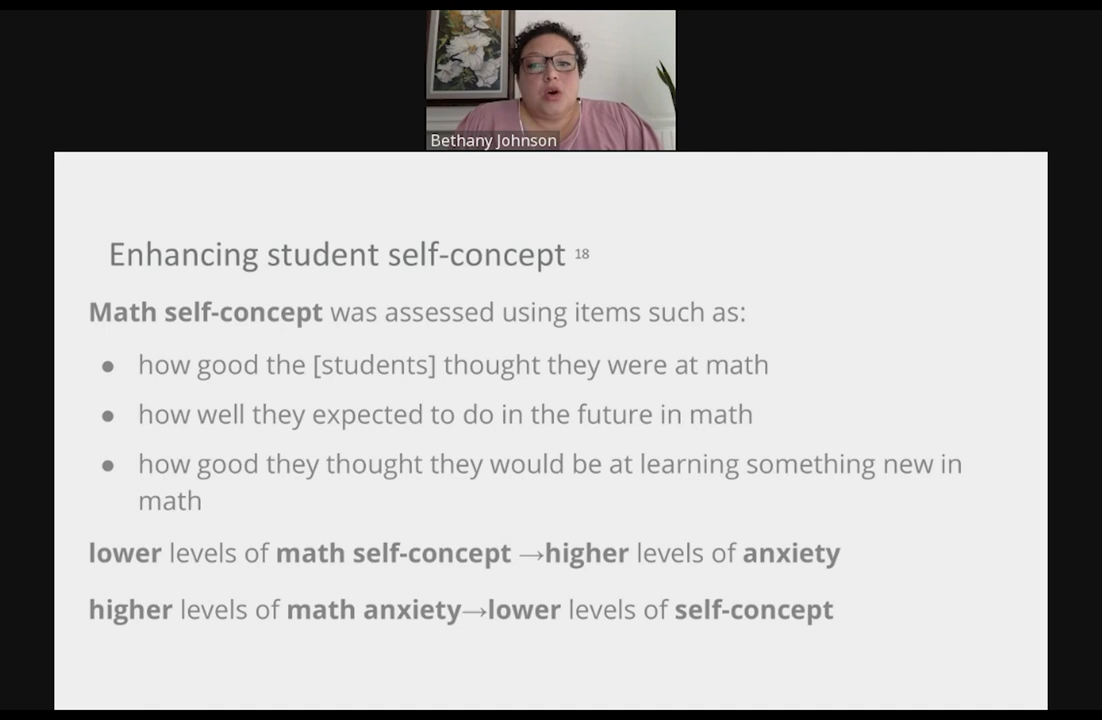 Bethany Johnson
Enhancing student self-concept 18
Math self-concept was assessed using items such as:
● how good the [students] thought they were at math
● how well they expected to do in the future in math
● how good they thought they would be at learning something new in
math
lower levels of math self-concept →higher levels of anxiety
higher levels of math anxiety→lower levels of self-concept